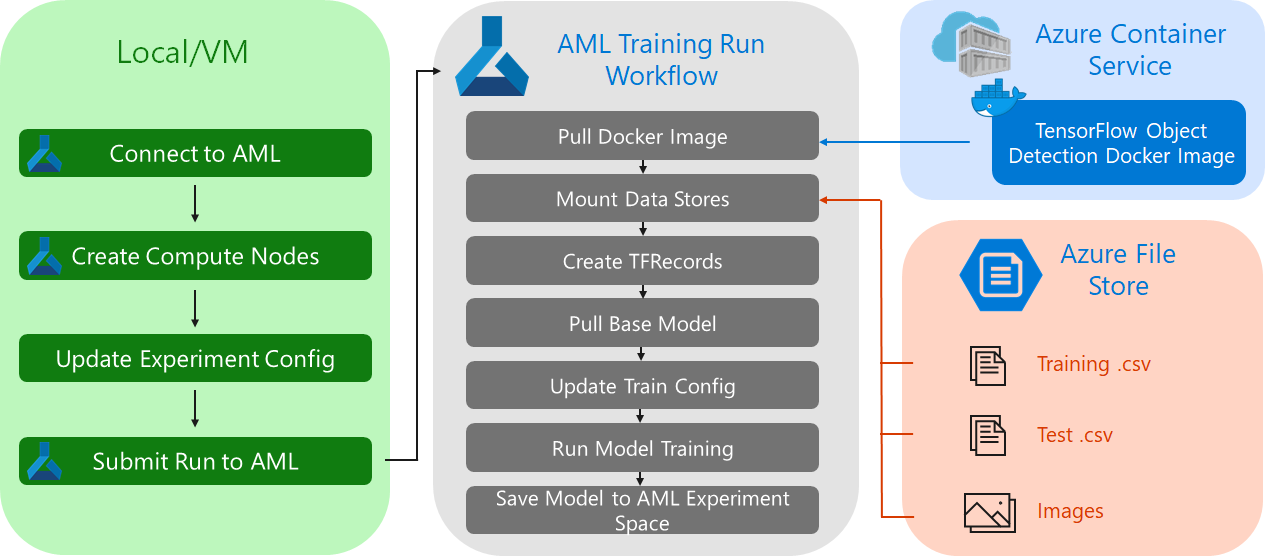 Local/VM
Connect to AML
Create Compute Nodes
Update Experiment Config
Submit Run to AML
AML Training Run
Workflow
Pull Docker Image
Mount Data Stores
Create TFRecords
Pull Base Model
Update Train Config
Run Model Training
Save Model to AML Experiment
Space
Azure Container
Service
TensorFlow Object
Detection Docker Image
Azure File
Store
Training .csv
Test .csv
Images